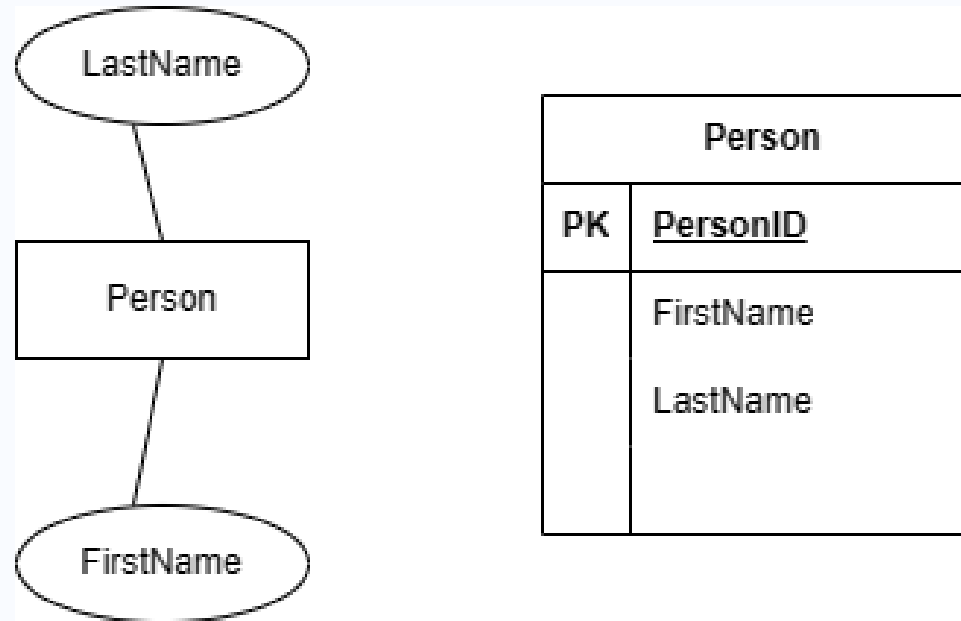 LastName
Person
FirstName
Person
PK PersonID
FirstName
LastName